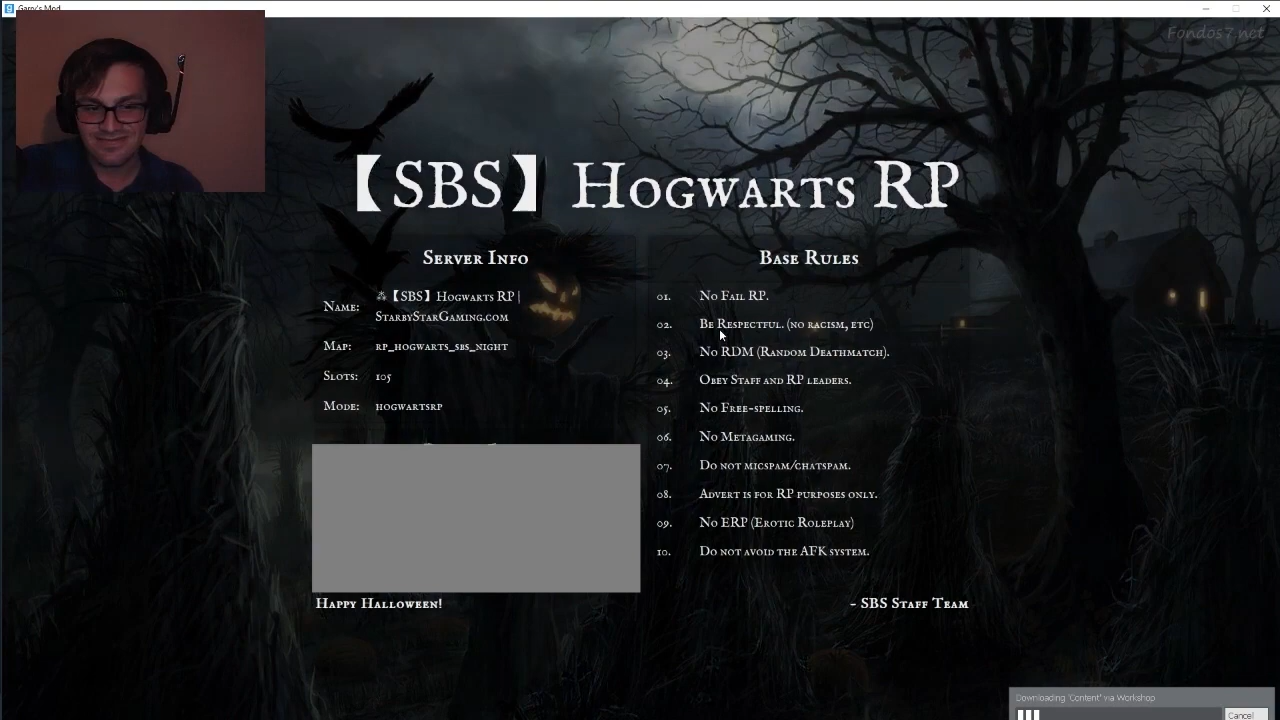 Garry's Mod
Fondos7.net
【SBS】 Hogwarts RP
Server Info
Name: ⁂【SBS】Hogwarts RP |
StarbyStarGaming.com
Map: rp_hogwarts_sbs_night
Slots: 105
Mode: hogwartsrp
Happy Halloween!
Base Rules
01. No Fail RP.
02. Be Respectful. (no racism, etc)
03. No RDM (Random Deathmatch).
04. Obey Staff and RP leaders.
05. No Free-spelling.
06. No Metagaming.
07. Do not micspam/chatspam.
08. Advert is for RP purposes only.
09. No ERP (Erotic Roleplay)
10. Do not avoid the AFK system.
- SBS Staff Team
Downloading 'Content' via Workshop
Cancel